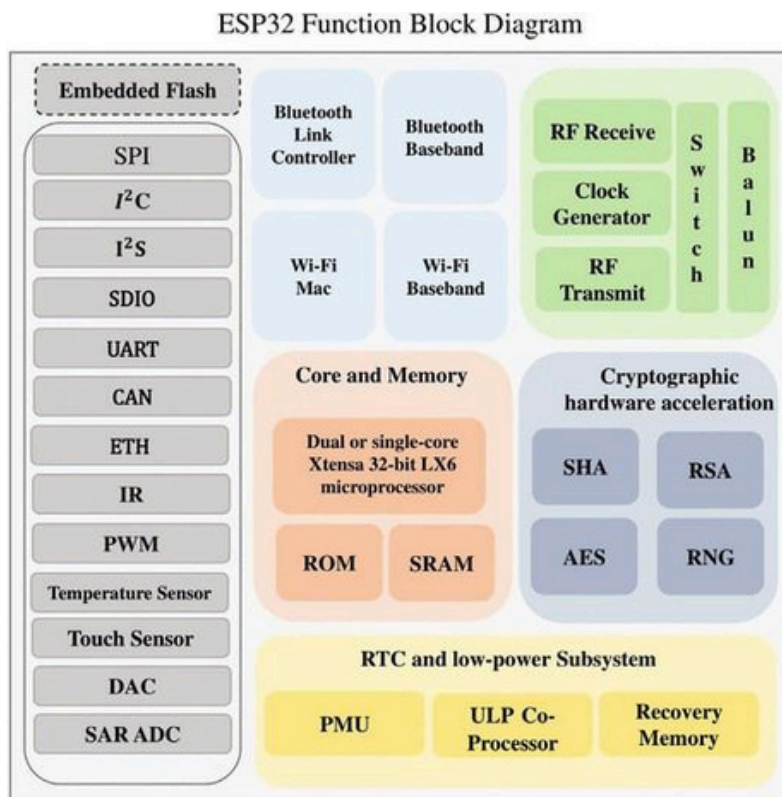 ESP32 Function Block Diagram
Embedded Flash
SPI
I²C
I²S
SDIO
UART
CAN
ETH
IR
PWM
Temperature Sensor
Touch Sensor
DAC
SAR ADC
Bluetooth
Link
Controller
Bluetooth
Baseband
Wi-Fi
Mac
Wi-Fi
Baseband
RF Receive
Clock
Generator
RF
Transmit
Switch
Balun
Core and Memory
Dual or single-core
Xtensa 32-bit LX6
microprocessor
ROM
SRAM
Cryptographic
hardware acceleration
SHA
RSA
AES
RNG
RTC and low-power Subsystem
PMU
ULP Co-
Processor
Recovery
Memory